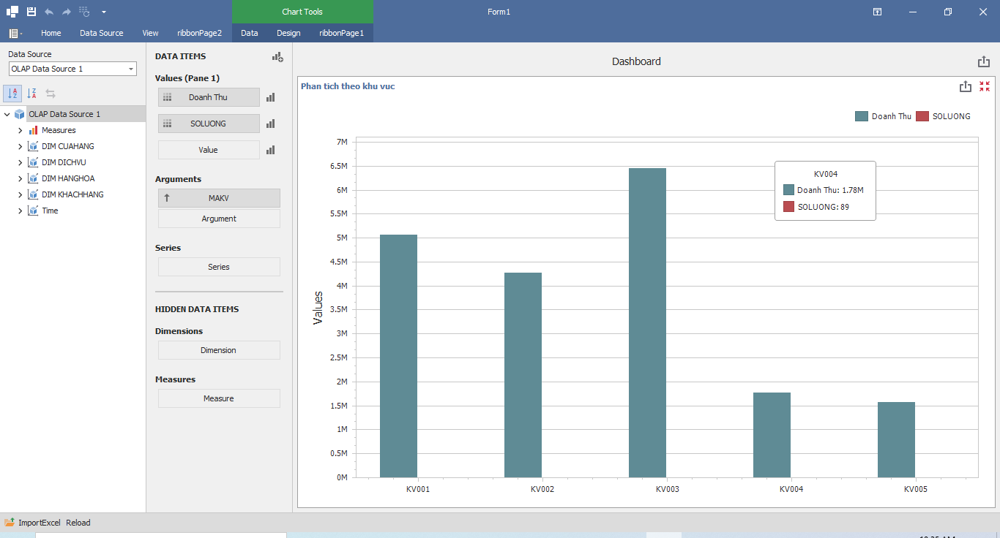 Chart Tools
Form1
Home Data Source View ribbonPage2 Data Design ribbonPage1
Data Source
OLAP Data Source 1
OLAP Data Source 1
Measures
DIM CUAHANG
DIM DICHVU
DIM HANGHOA
DIM KHACHHANG
Time
DATA ITEMS
Values (Pane 1)
Doanh Thu
SOLUONG
Value
Arguments
MAKV
Argument
Series
Series
HIDDEN DATA ITEMS
Dimensions
Dimension
Measures
Measure
Dashboard
Phan tich theo khu vuc
Doanh Thu SOLUONG
7M
6.5M
6M
5.5M
5M
4.5M
4M
3.5M
3M
2.5M
2M
1.5M
1M
0.5M
0M
Values
KV004
Doanh Thu: 1.78M
SOLUONG: 89
KV001 KV002 KV003 KV004 KV005
ImportExcel Reload